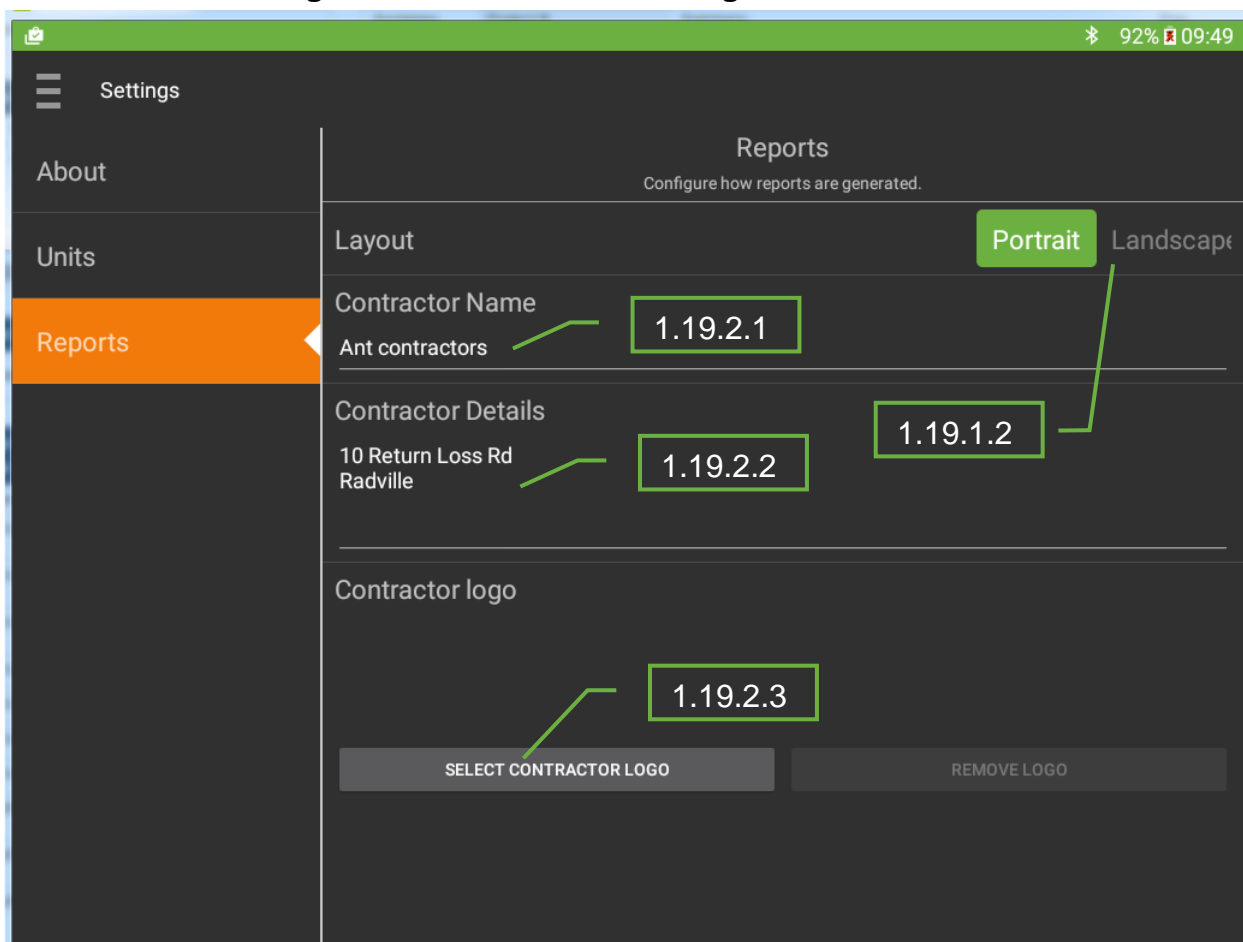 92% 09:49
Settings
About
Units
Reports
Reports
Configure how reports are generated.
Layout
Portrait Landscape
Contractor Name
Ant contractors
1.19.2.1
Contractor Details
10 Return Loss Rd
Radville
1.19.2.2
1.19.1.2
Contractor logo
1.19.2.3
SELECT CONTRACTOR LOGO
REMOVE LOGO